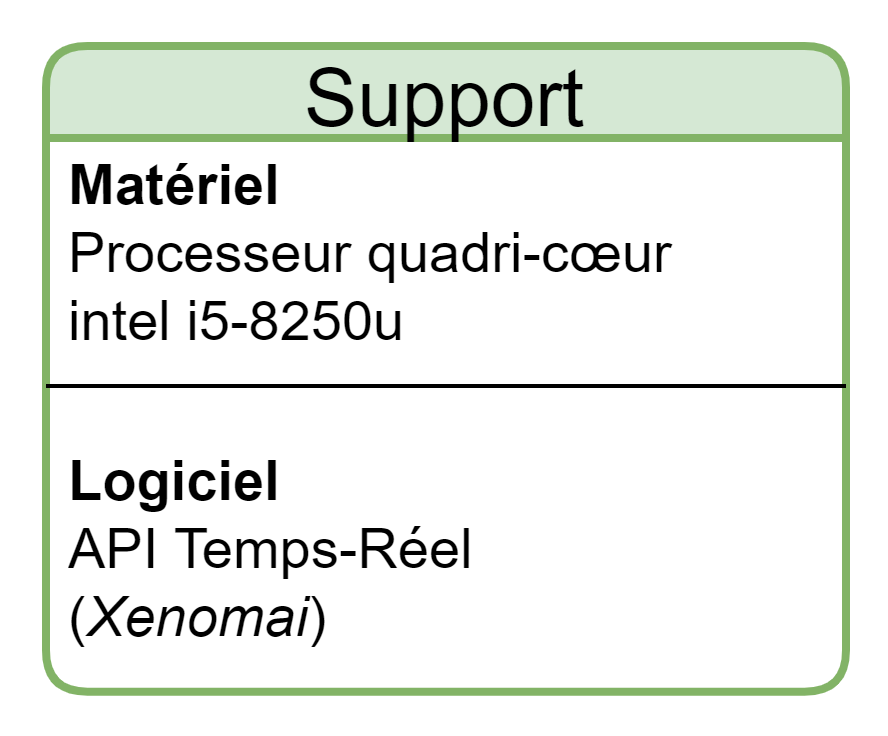 Support
Matériel
Processeur quadri-cœur
intel i5-8250u
Logiciel
API Temps-Réel
(Xenomai)